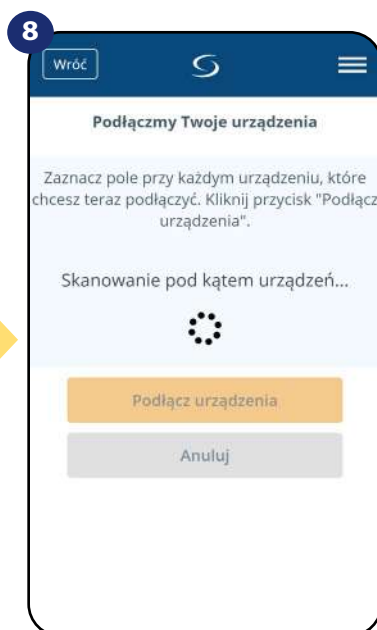 8
Wróć
Podłączmy Twoje urządzenia
Zaznacz pole przy każdym urządzeniu, które
chcesz teraz podłączyć. Kliknij przycisk "Podłącz
urządzenia".
Skanowanie pod kątem urządzeń...
Podłącz urządzenia
Anuluj